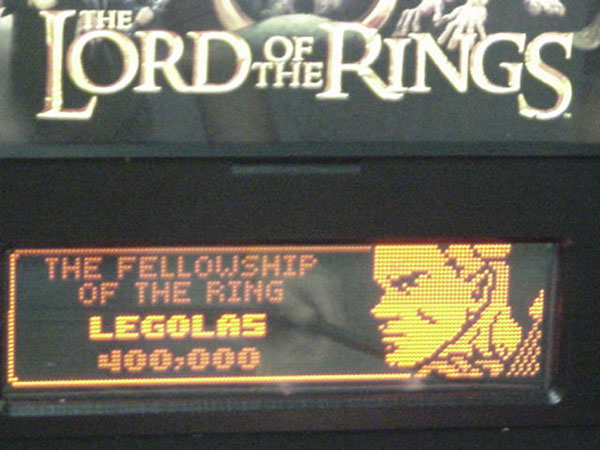 THE LORD OF THE RINGS
THE FELLOWSHIP
OF THE RING
LEGOLAS
400,000